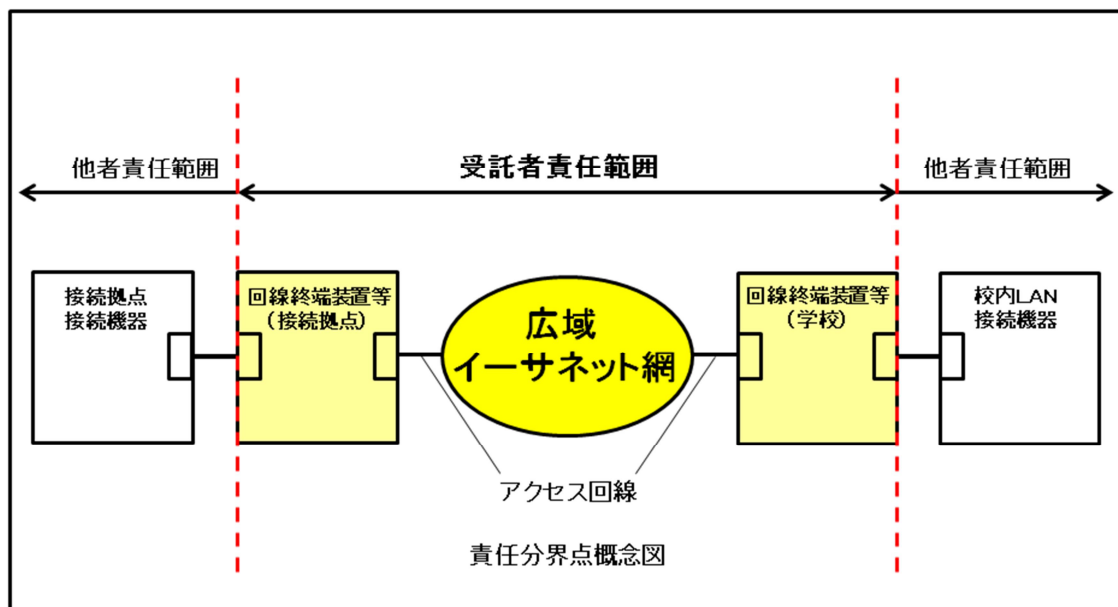 他者責任範囲
受託者責任範囲
他者責任範囲
接続拠点
接続機器
回線終端装置等
（接続拠点）
広域
イーサネット網
回線終端装置等
（学校）
校内LAN
接続機器
アクセス回線
責任分界点概念図